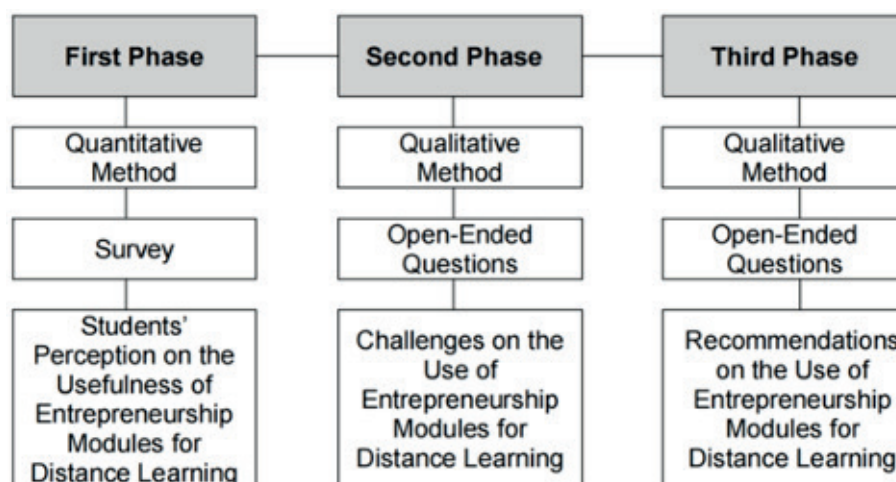 First Phase
Second Phase
Third Phase
Quantitative
Method
Qualitative
Method
Qualitative
Method
Survey
Open-Ended
Questions
Open-Ended
Questions
Students’
Perception on the
Usefulness of
Entrepreneurship
Modules for
Distance Learning
Challenges on the
Use of
Entrepreneurship
Modules for
Distance Learning
Recommendations
on the Use of
Entrepreneurship
Modules for
Distance Learning